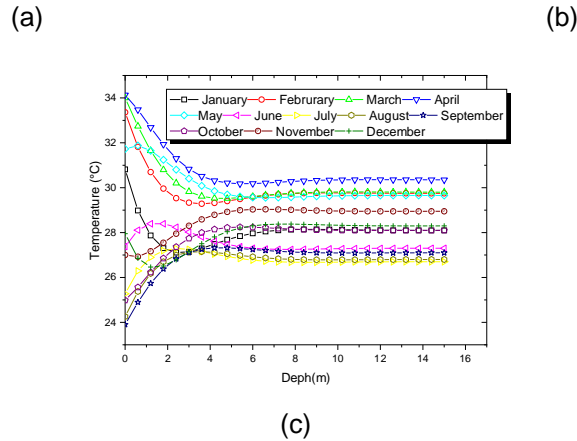 (a) (b)
34
January Februrary March April
May June July August September
October November December
32
30
28
26
24
22
0 2 4 6 8 10 12 14 16
Temperature (°C)
Deph(m)
(c)